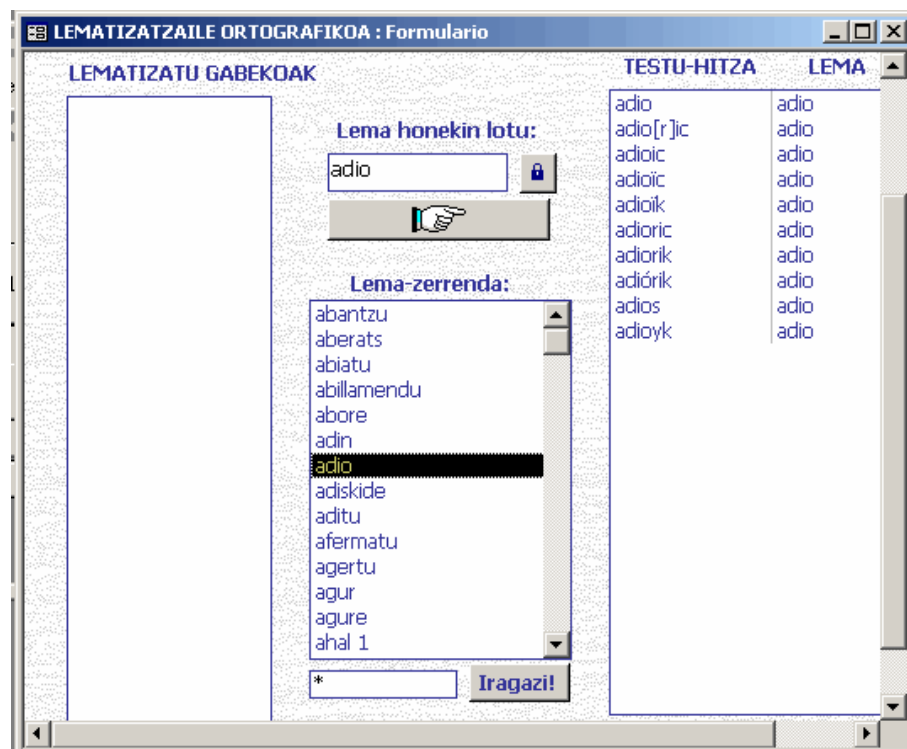 LEMATIZATZAILE ORTOGRAFIKOA : Formulario
LEMATIZATU GABEKOAK
Lema honekin lotu:
adio
Lema-zerrenda:
abantzu
aberats
abiatu
abillamendu
abore
adin
adio
adiskide
aditu
afermatu
agertu
agur
agure
ahal 1
*
Iragazi!
TESTU-HITZA LEMA
adio adio
adio[r]ic adio
adioic adio
adioïc adio
adioïk adio
adioric adio
adiorik adio
adiórik adio
adios adio
adioyk adio